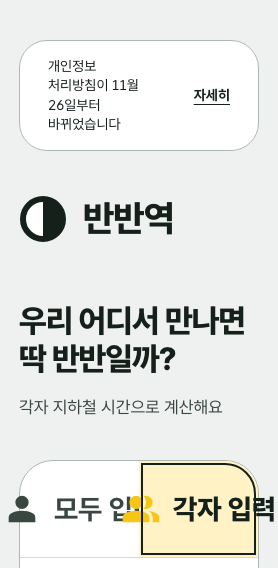 개인정보
처리방침이 11월
26일부터
바뀌었습니다
자세히
반반역
우리 어디서 만나면
딱 반반일까?
각자 지하철 시간으로 계산해요
모두 입
각자 입력